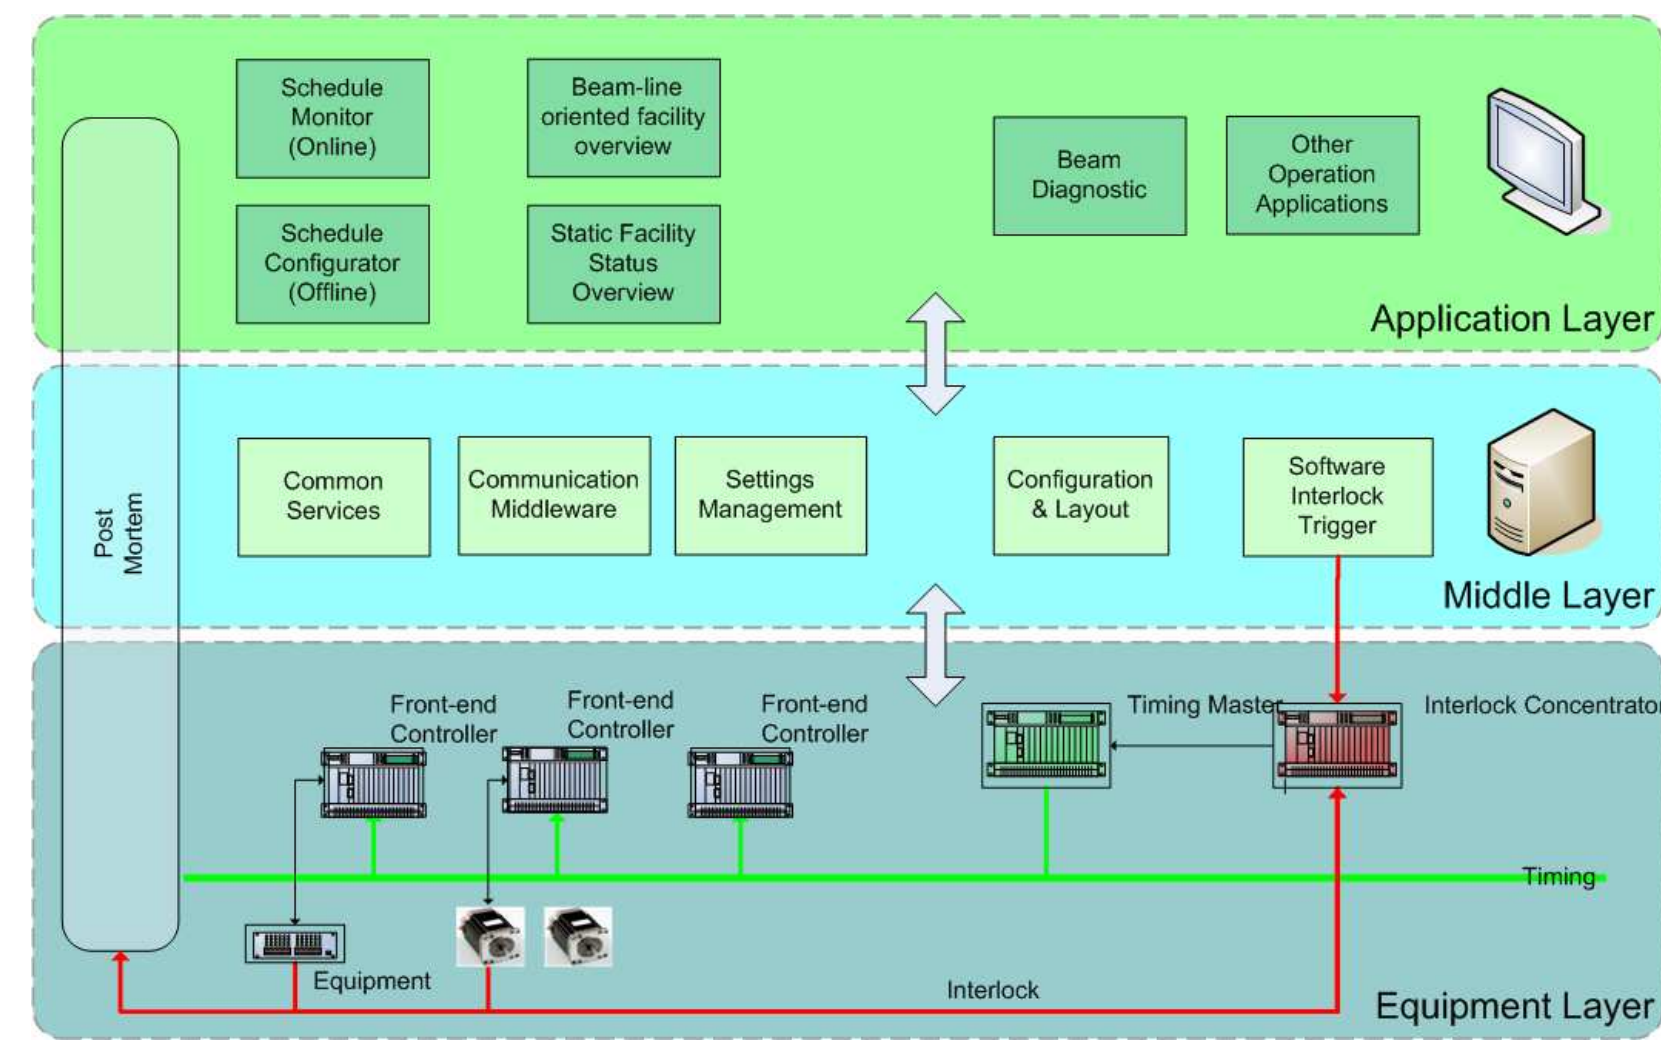 Schedule
Monitor
(Online)
Beam-line
oriented facility
overview
Beam
Diagnostic
Other
Operation
Applications
Schedule
Configurator
(Offline)
Static Facility
Status
Overview
Application Layer
Post
Mortem
Common
Services
Communication
Middleware
Settings
Management
Configuration
& Layout
Software
Interlock
Trigger
Middle Layer
Front-end
Controller
Front-end
Controller
Front-end
Controller
Timing Master
Interlock Concentrator
Timing
Equipment
Interlock
Equipment Layer